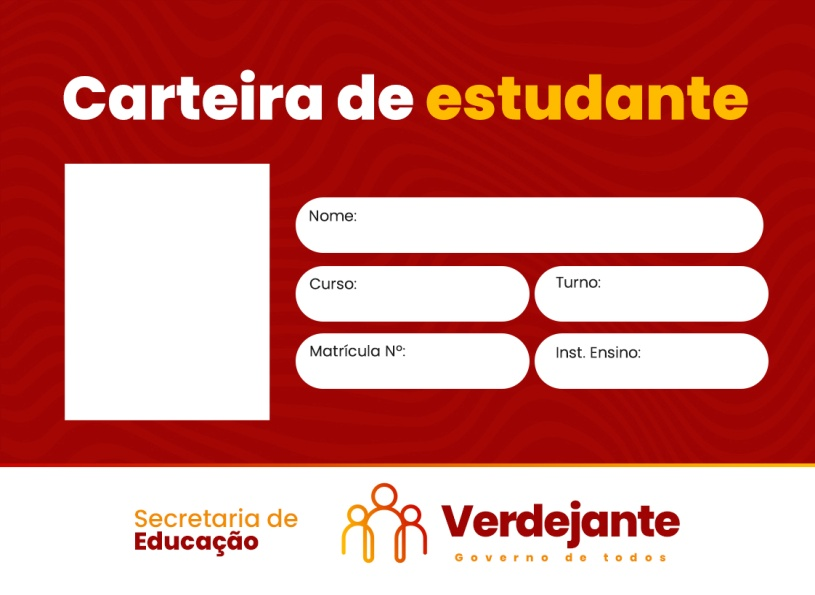 Carteira de estudante
Nome:
Curso:
Turno:
Matrícula Nº:
Inst. Ensino:
Secretaria de
Educação
Verdejante
Governo de todos